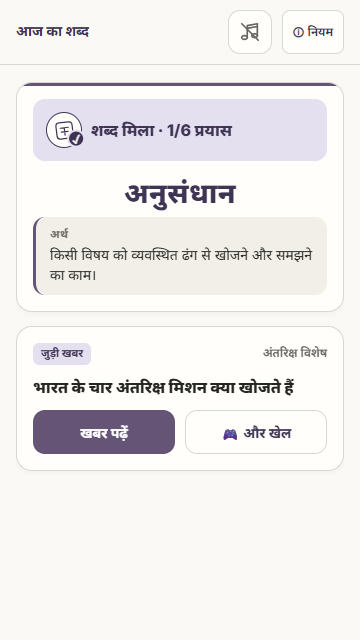 आज का शब्द
नियम
शब्द मिला · 1/6 प्रयास
अनुसंधान
अर्थ
किसी विषय को व्यवस्थित ढंग से खोजने और समझने
का काम।
जुड़ी खबर
अंतरिक्ष विशेष
भारत के चार अंतरिक्ष मिशन क्या खोजते हैं
खबर पढ़ें
और खेल